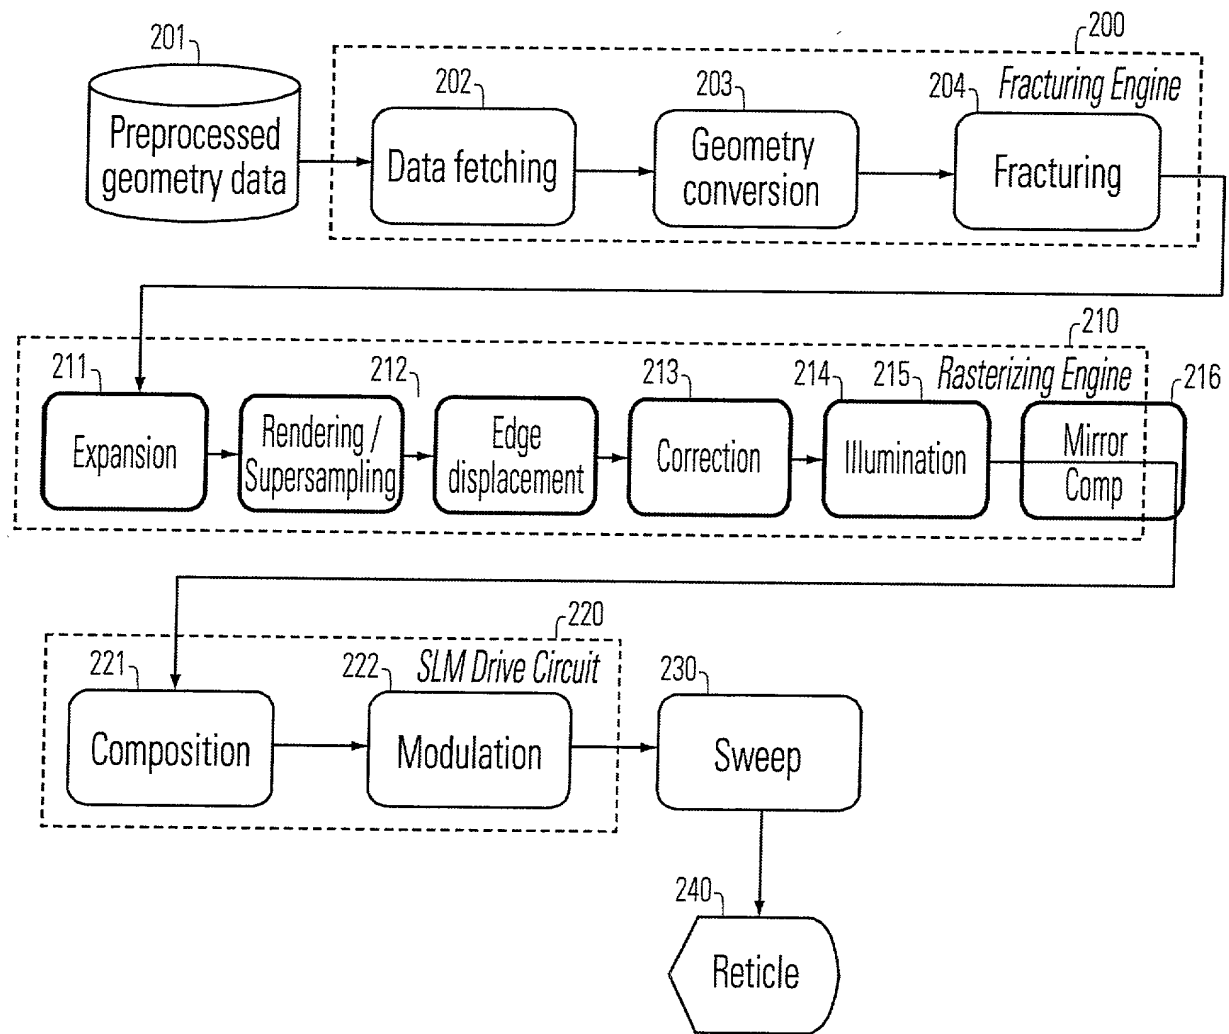 201
200
Fracturing Engine
202
203
204
Preprocessed
geometry data
Data fetching
Geometry
conversion
Fracturing
210
Rasterizing Engine
211
212
213
214
215
216
Expansion
Rendering /
Supersampling
Edge
displacement
Correction
Illumination
Mirror
Comp
220
SLM Drive Circuit
221
222
230
Composition
Modulation
Sweep
240
Reticle